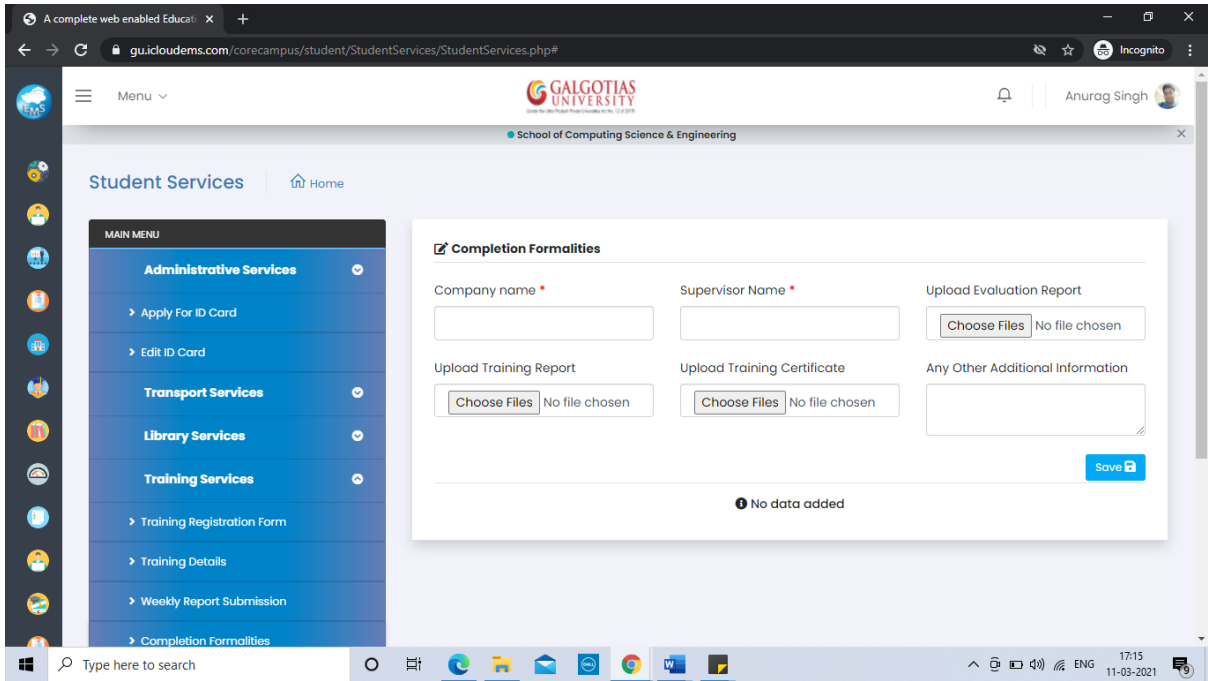 A complete web enabled Educati
gu.icloudems.com/corecampus/student/StudentServices/StudentServices.php#
Incognito
EMS
Menu
GALGOTIAS
UNIVERSITY
Anurag Singh
School of Computing Science & Engineering
Student Services
Home
MAIN MENU
Administrative Services
Apply For ID Card
Edit ID Card
Transport Services
Library Services
Training Services
Training Registration Form
Training Details
Weekly Report Submission
Completion Formalities
Completion Formalities
Company name *
Supervisor Name *
Upload Evaluation Report
Choose Files No file chosen
Upload Training Report
Upload Training Certificate
Any Other Additional Information
Choose Files No file chosen
Choose Files No file chosen
Save
No data added
Type here to search
DELL
W
ENG
17:15
11-03-2021
9